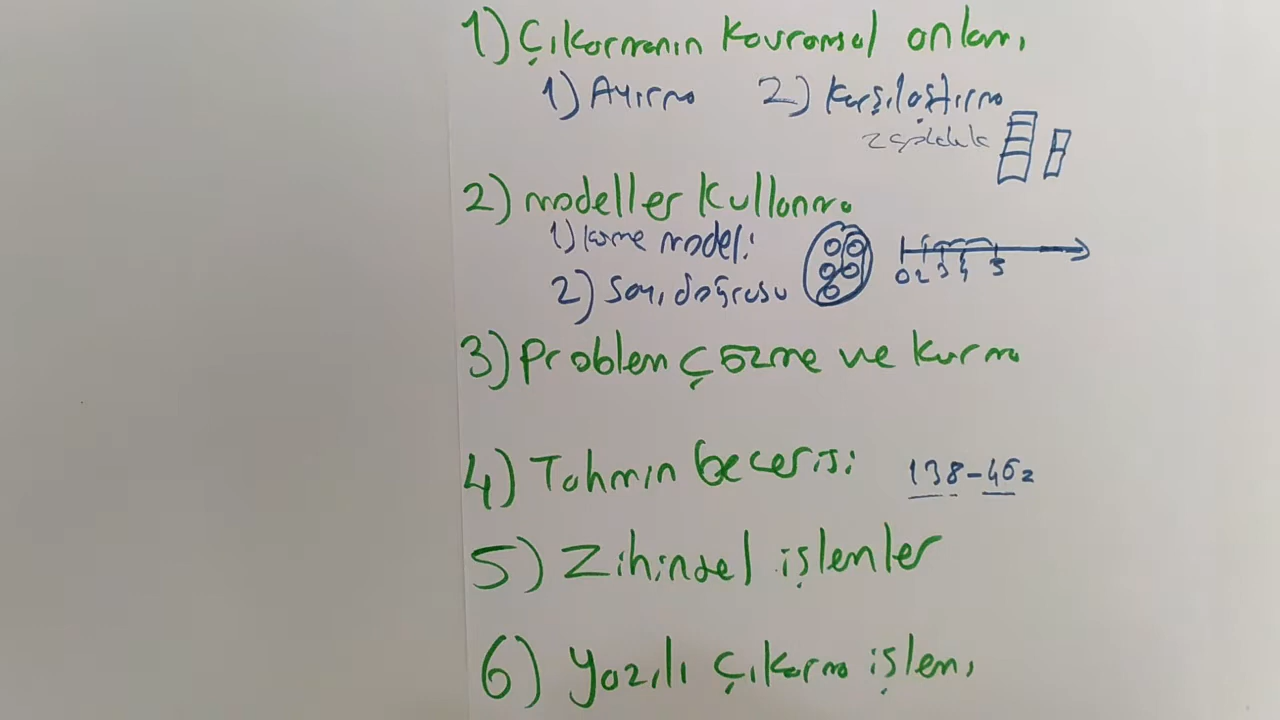 1) Çıkarmanın kavramsal anlamı
1) Ayırma 2) Karşılaştırma
2) modeller kullanma
1) küme modeli
2) Sayı doğrusu
0 2 3 4 5
3) Problem çözme ve kurma
4) Tahmin becerisi 138-46=
5) Zihinsel işlemler
6) Yazılı çıkarma işlemi